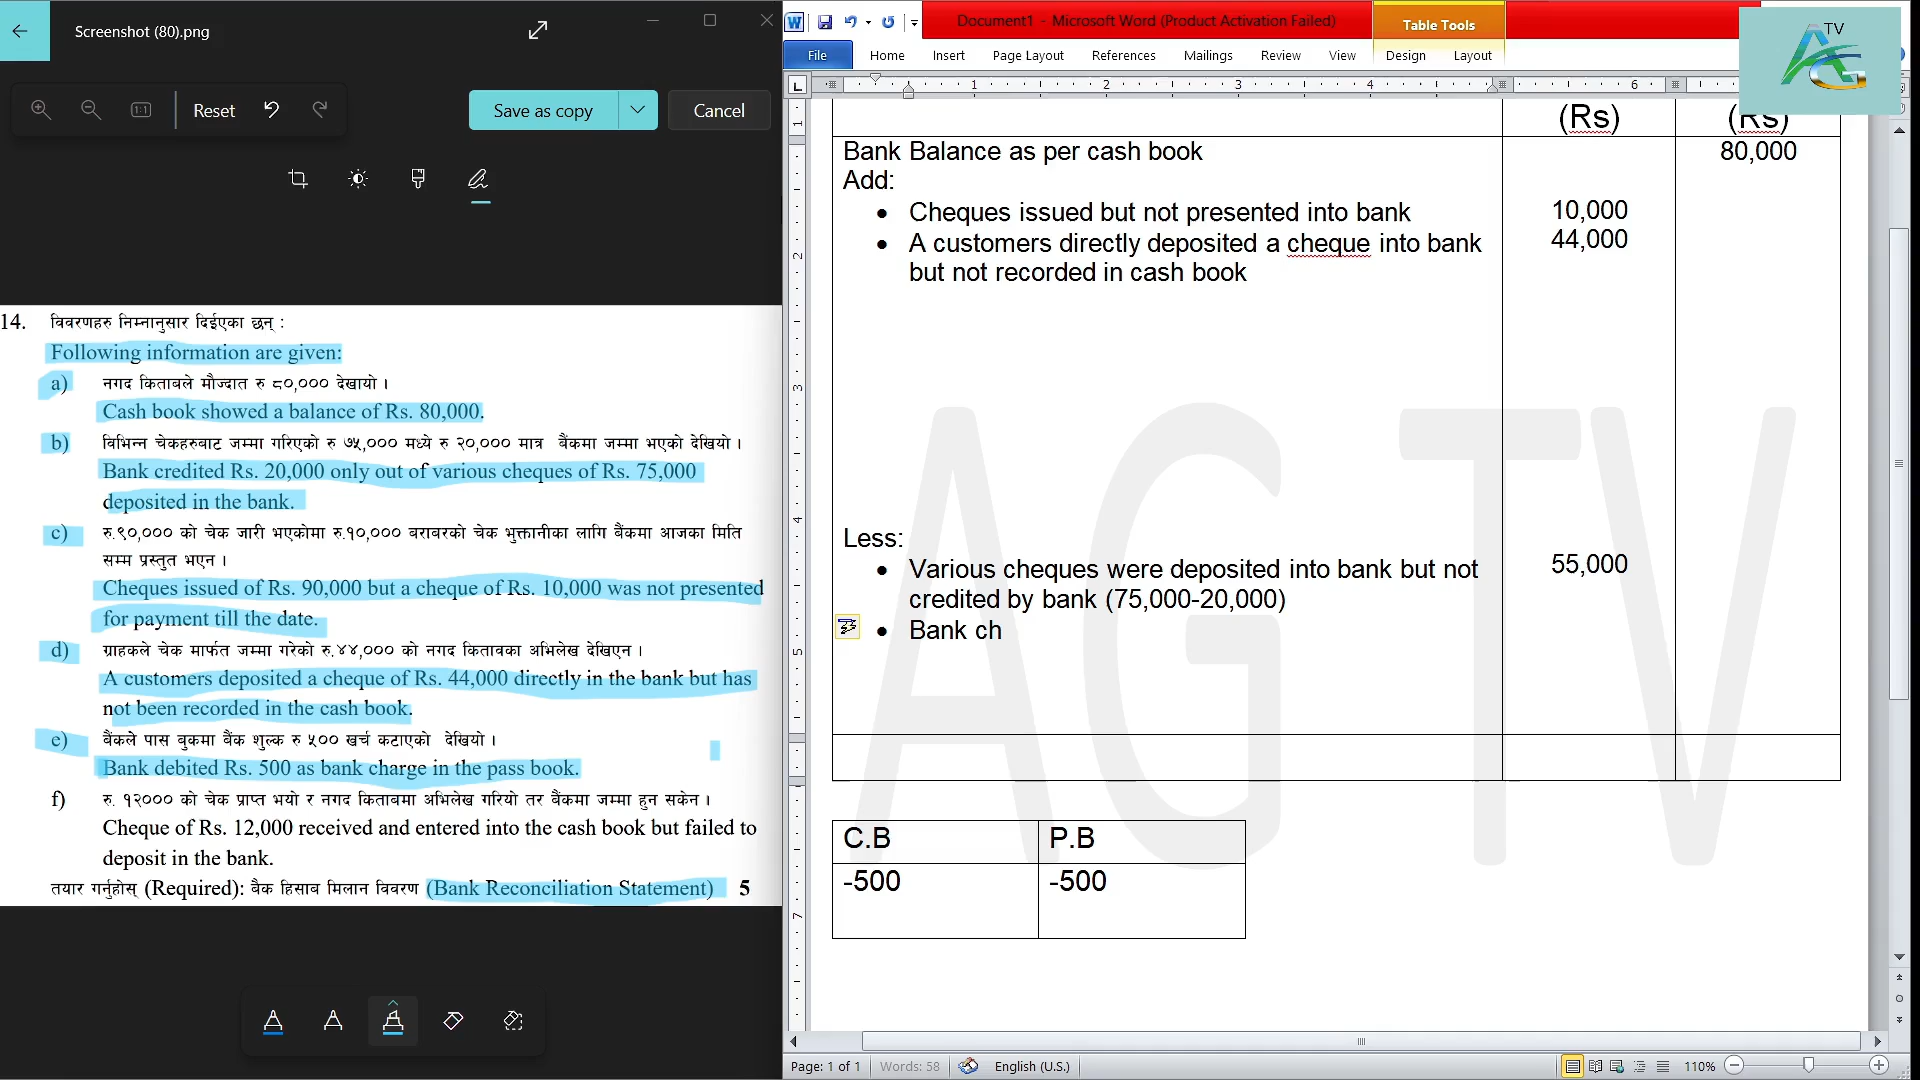 Screenshot (80).png
Reset
Save as copy
Cancel
14. विवरणहरु निम्नानुसार दिईएका छन् :
Following information are given:
a) नगद किताबले मौज्दात रु ८०,००० देखायो ।
Cash book showed a balance of Rs. 80,000.
b) विभिन्न चेकहरुबाट जम्मा गरिएको रु ७५,००० मध्ये रु २०,००० मात्र बैंकमा जम्मा भएको देखियो ।
Bank credited Rs. 20,000 only out of various cheques of Rs. 75,000
deposited in the bank.
c) रु.९०,००० को चेक जारी भएकोमा रु.१०,००० बराबरको चेक भुक्तानीका लागि बैंकमा आजका मिति
सम्म प्रस्तुत भएन ।
Cheques issued of Rs. 90,000 but a cheque of Rs. 10,000 was not presented
for payment till the date.
d) ग्राहकले चेक मार्फत जम्मा गरेको रु.४४,००० को नगद कितावका अभिलेख देखिएन ।
A customers deposited a cheque of Rs. 44,000 directly in the bank but has
not been recorded in the cash book.
e) बैंकले पास बुकमा बैंक शुल्क रु ५०० खर्च कटाएको देखियो ।
Bank debited Rs. 500 as bank charge in the pass book.
f) रु. १२००० को चेक प्राप्त भयो र नगद किताबमा अभिलेख गरियो तर बैंकमा जम्मा हुन सकेन ।
Cheque of Rs. 12,000 received and entered into the cash book but failed to
deposit in the bank.
तयार गर्नुहोस् (Required): बैक हिसाब मिलान विवरण (Bank Reconciliation Statement) 5
Document1 - Microsoft Word (Product Activation Failed)
Table Tools
File Home Insert Page Layout References Mailings Review View Design Layout
TV
(Rs) (Rs)
Bank Balance as per cash book 80,000
Add:
• Cheques issued but not presented into bank 10,000
• A customers directly deposited a cheque into bank 44,000
but not recorded in cash book
AG TV
Less:
• Various cheques were deposited into bank but not 55,000
credited by bank (75,000-20,000)
• Bank ch
C.B P.B
-500 -500
Page: 1 of 1 Words: 58 English (U.S.) 110%